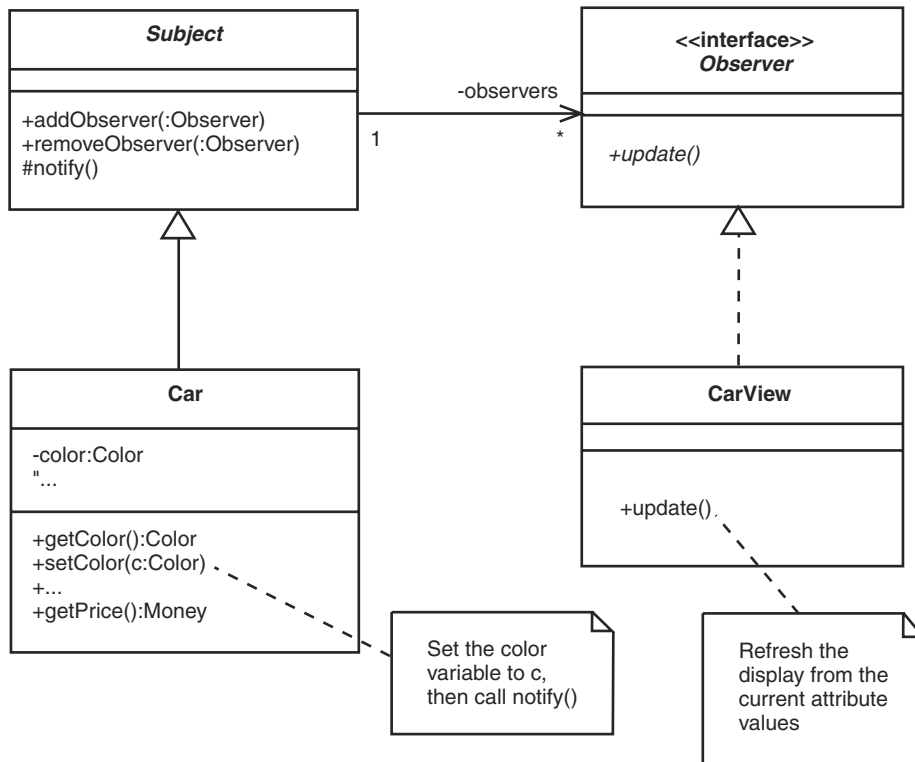 Subject
+addObserver(:Observer)
+removeObserver(:Observer)
#notify()
-observers
1
*
<<interface>>
Observer
+update()
Car
-color:Color
"...
+getColor():Color
+setColor(c:Color)
+...
+getPrice():Money
CarView
+update()
Set the color
variable to c,
then call notify()
Refresh the
display from the
current attribute
values